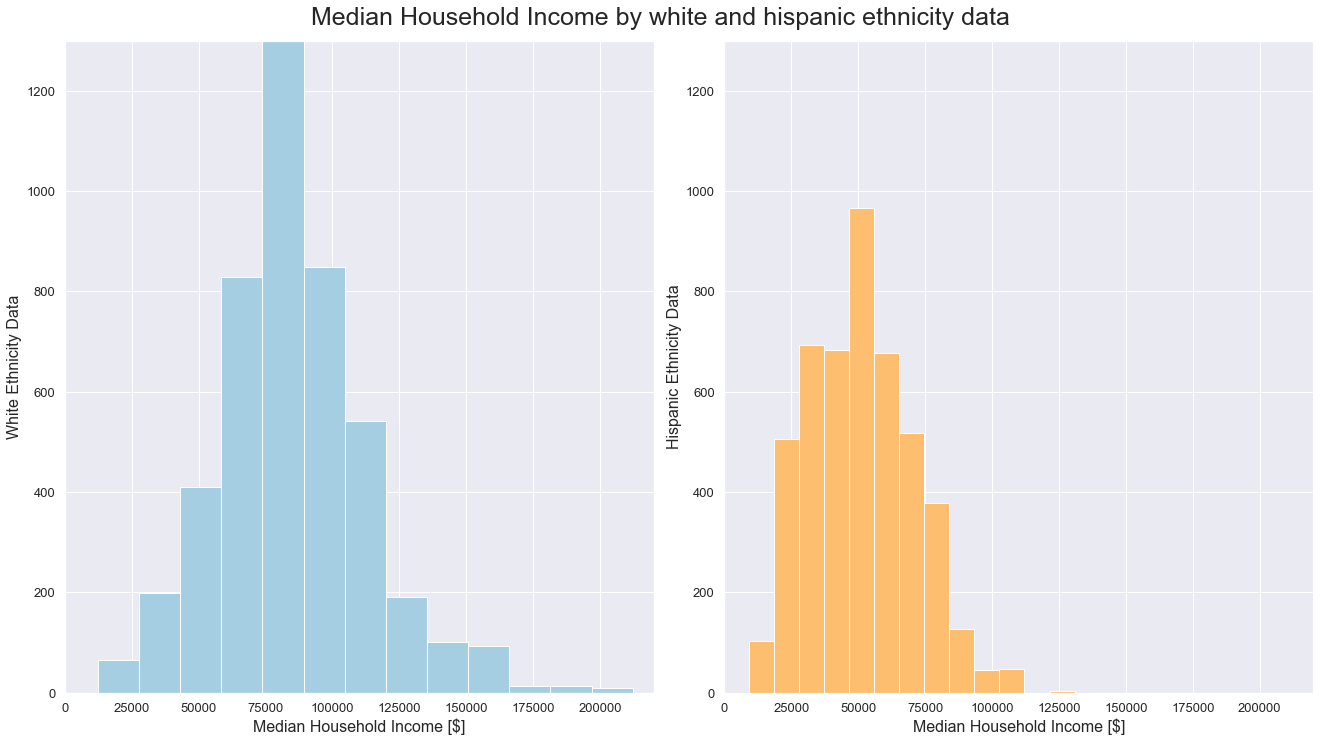 Median Household Income by white and hispanic ethnicity data
White Ethnicity Data
1200
1000
800
600
400
200
0
0 25000 50000 75000 100000 125000 150000 175000 200000
Median Household Income [$]
Hispanic Ethnicity Data
1200
1000
800
600
400
200
0
0 25000 50000 75000 100000 125000 150000 175000 200000
Median Household Income [$]